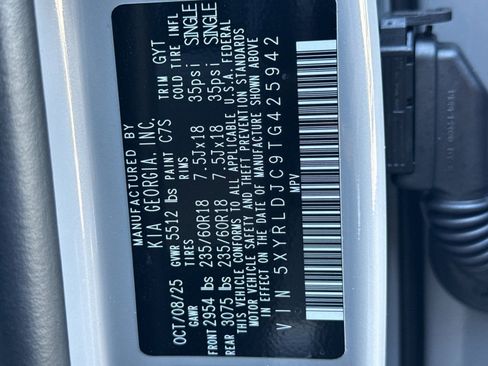 MANUFACTURED BY
KIA GEORGIA, INC.
OCT/08/25 GVWR 5512 lbs PAINT C7S TRIM GYT
GAWR TIRES RIMS COLD TIRE INFL
FRONT 2954 lbs 235/60R18 7.5Jx18 35psi SINGLE
REAR 3075 lbs 235/60R18 7.5Jx18 35psi SINGLE
THIS VEHICLE CONFORMS TO ALL APPLICABLE U.S.A. FEDERAL
MOTOR VEHICLE SAFETY AND THEFT PREVENTION STANDARDS
IN EFFECT ON THE DATE OF MANUFACTURE SHOWN ABOVE
VIN 5XYRLDJC9TG425942
MPV